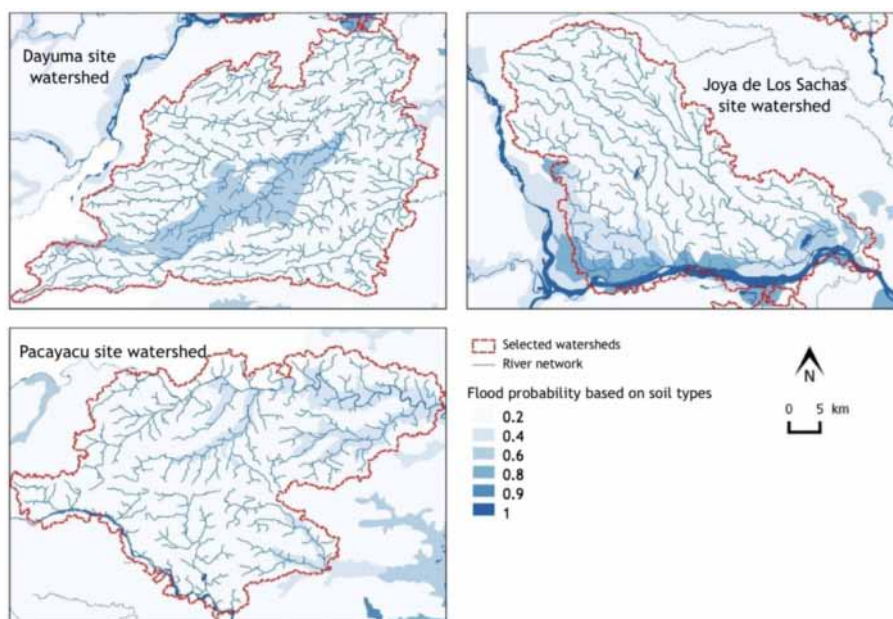 Dayuma site
watershed
Joya de Los Sachas
site watershed
Pacayacu site watershed
Selected watersheds
River network
Flood probability based on soil types
0.2
0.4
0.6
0.8
0.9
1
N
0 5 km